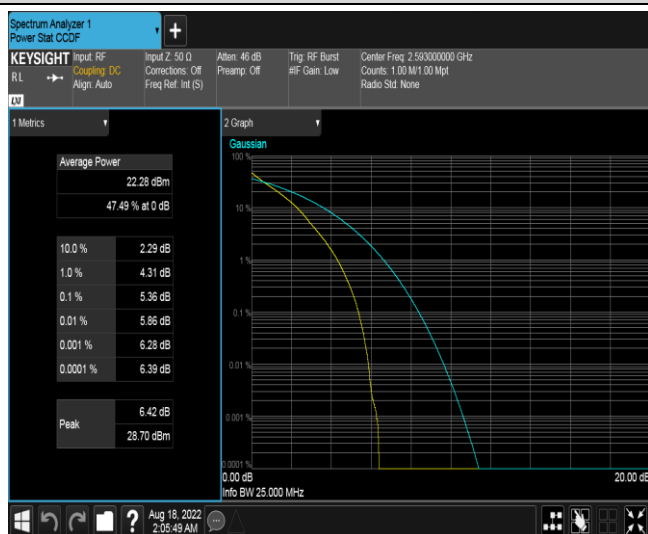 Spectrum Analyzer 1
Power Stat CCDF
+
KEYSIGHT
RL
LXI
Input: RF
Coupling: DC
Align: Auto
Input Z: 50 Ω
Corrections: Off
Freq Ref: Int (S)
Atten: 46 dB
Preamp: Off
Trig: RF Burst
#IF Gain: Low
Center Freq: 2.593000000 GHz
Counts: 1.00 M/1.00 Mpt
Radio Std: None
1 Metrics
Average Power
22.28 dBm
47.49 % at 0 dB
10.0 % 2.29 dB
1.0 % 4.31 dB
0.1 % 5.36 dB
0.01 % 5.86 dB
0.001 % 6.28 dB
0.0001 % 6.39 dB
Peak
6.42 dB
28.70 dBm
2 Graph
Gaussian
100 %
10 %
1 %
0.1 %
0.01 %
0.001 %
0.0001 %
0.00 dB
20.00 dB
Info BW 25.000 MHz
?
Aug 18, 2022
2:05:49 AM